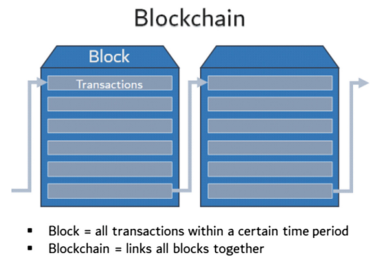 Blockchain
Block
Transactions
▪ Block = all transactions within a certain time period
▪ Blockchain = links all blocks together